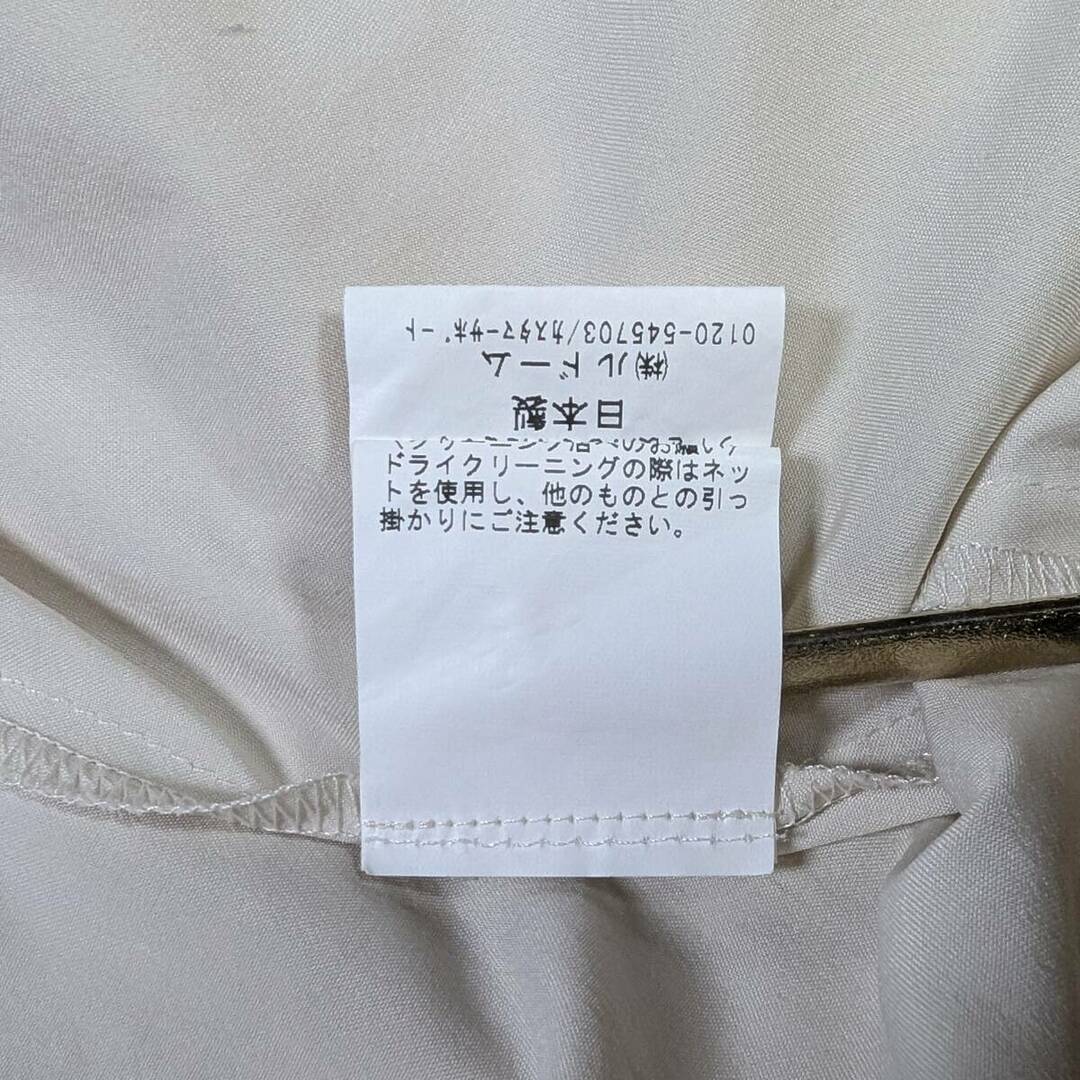 ドライクリーニングの際はネッ
トを使用し、他のものとの引っ
掛かりにご注意ください。
日本製
㈱ルドーム
0120-545703/ｶｽﾀﾏｰｻﾎﾟｰﾄ